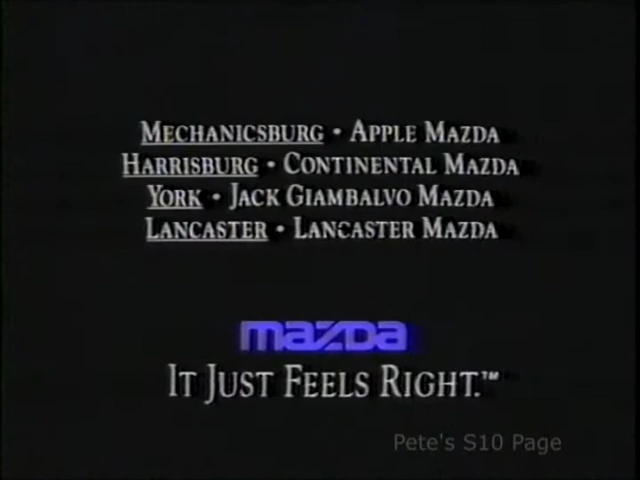 MECHANICSBURG • APPLE MAZDA
HARRISBURG • CONTINENTAL MAZDA
YORK • JACK GIAMBALVO MAZDA
LANCASTER • LANCASTER MAZDA
mazda
IT JUST FEELS RIGHT.™
Pete's S10 Page